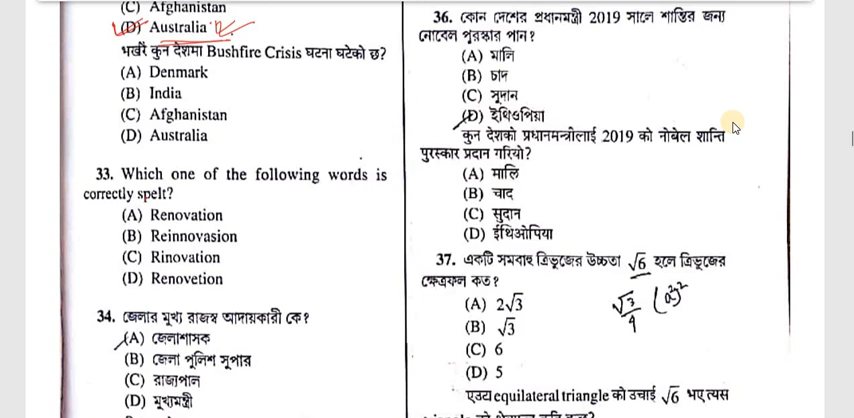 (C) Afghanistan
(D) Australia
भर्खरै कुन देशमा Bushfire Crisis घटना घटेको छ?
(A) Denmark
(B) India
(C) Afghanistan
(D) Australia
33. Which one of the following words is
correctly spelt?
(A) Renovation
(B) Reinnovasion
(C) Rinovation
(D) Renovetion
34. জেলার মূখ্য রাজস্ব আদায়কারী কে?
(A) জেলাশাসক
(B) জেলা পুলিশ সুপার
(C) রাজ্যপাল
(D) মূখ্যমন্ত্রী
36. কোন দেশের প্রধানমন্ত্রী 2019 সালে শান্তির জন্য
নোবেল পুরস্কার পান?
(A) মালি
(B) চাদ
(C) সুদান
(D) ইথিওপিয়া
कुन देशको प्रधानमन्त्रीलाई 2019 को नोबेल शान्ति
पुरस्कार प्रदान गरियो?
(A) मालि
(B) चाद
(C) सुदान
(D) ईथिओपिया
37. একটি সমবাহু ত্রিভূজের উচ্চতা √6 হলে ত্রিভূজের
ক্ষেত্রফল কত?
(A) 2√3
(B) √3
(C) 6
(D) 5
√3/4 (a)²
एउटा equilateral triangle को उचाई √6 भए त्यस